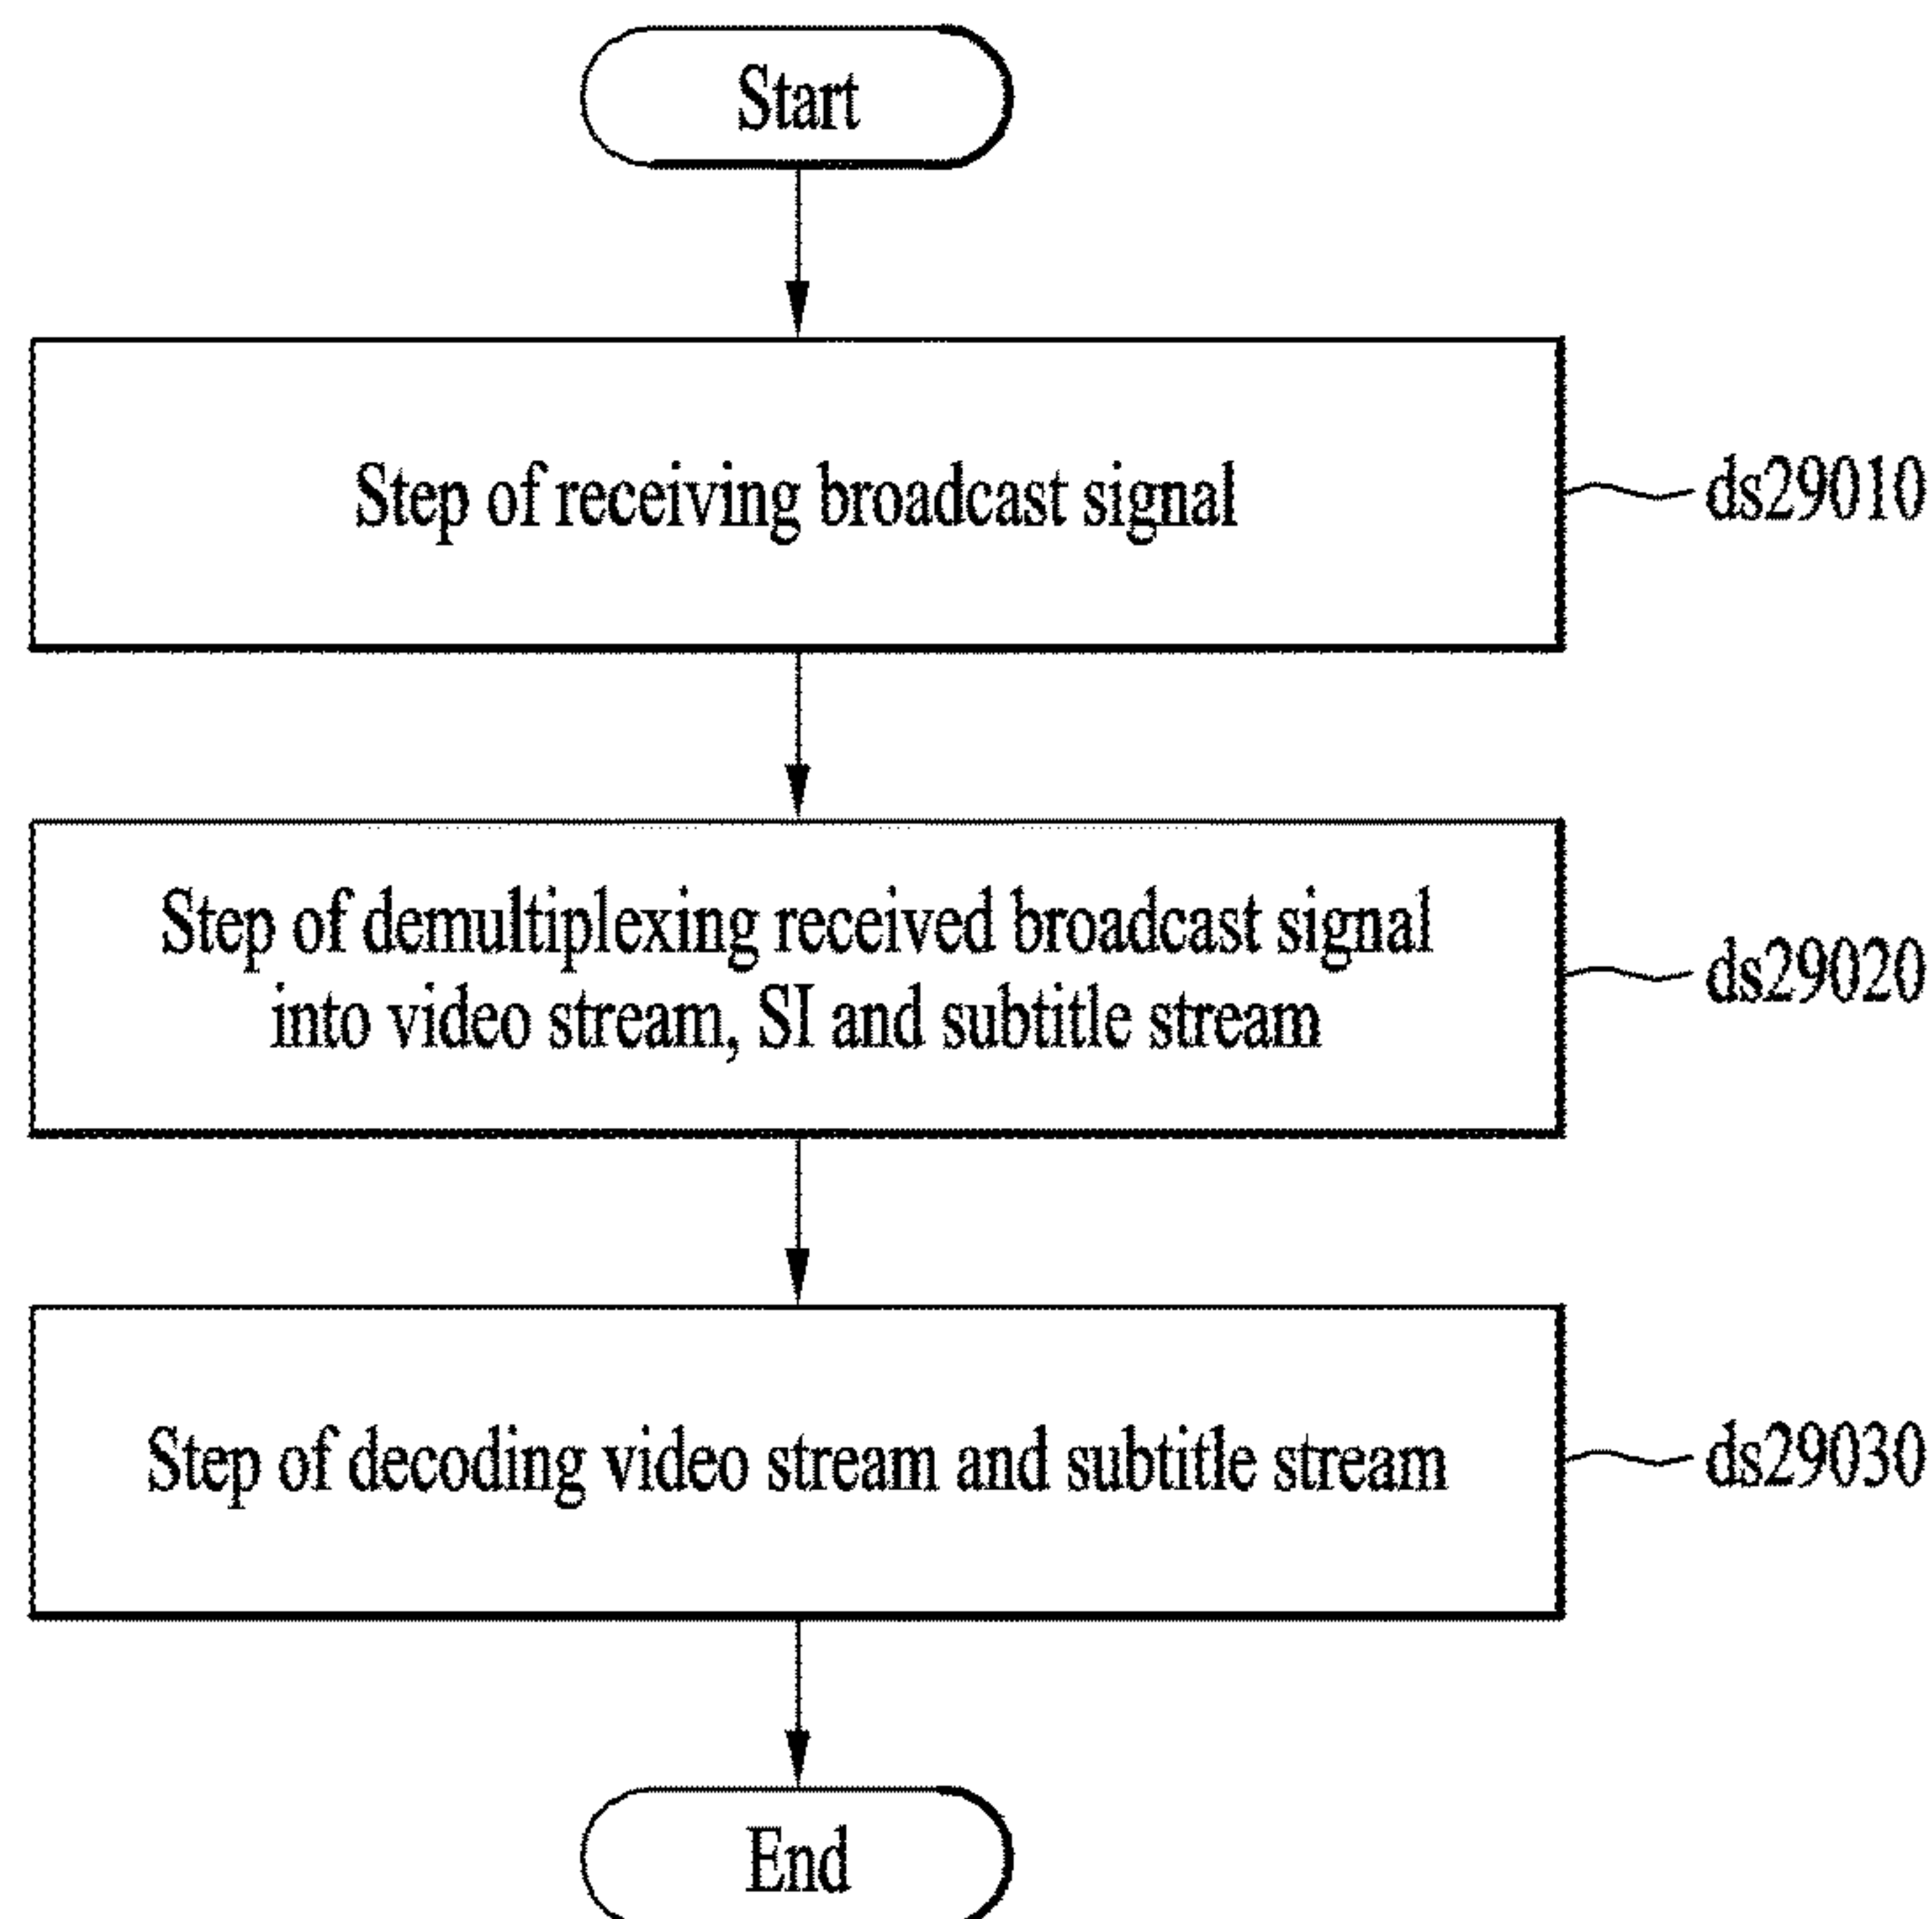 Start
Step of receiving broadcast signal
ds29010
Step of demultiplexing received broadcast signal
into video stream, SI and subtitle stream
ds29020
Step of decoding video stream and subtitle stream
ds29030
End